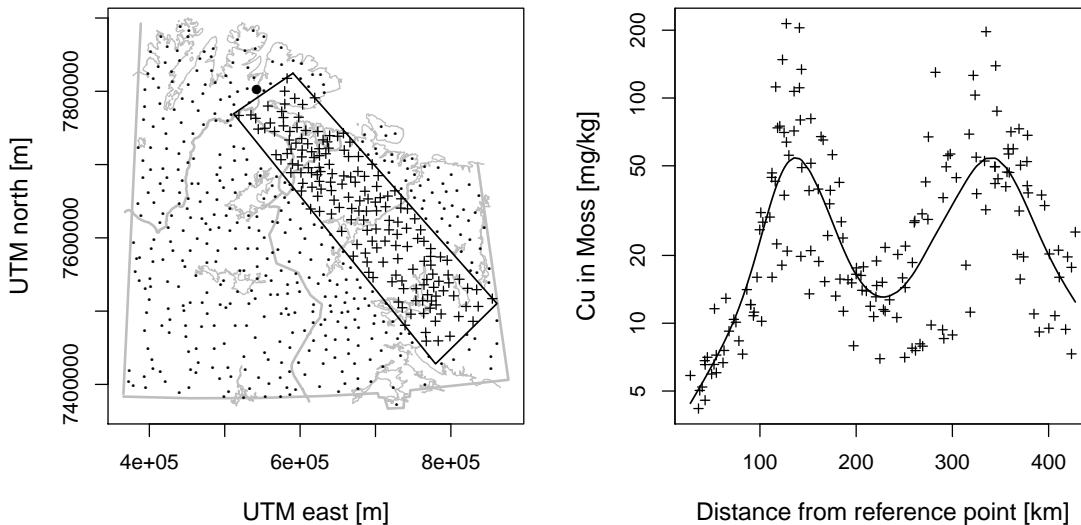 7400000 7600000 7800000
UTM north [m]
4e+05 6e+05 8e+05
UTM east [m]
5 10 20 50 100 200
Cu in Moss [mg/kg]
100 200 300 400
Distance from reference point [km]